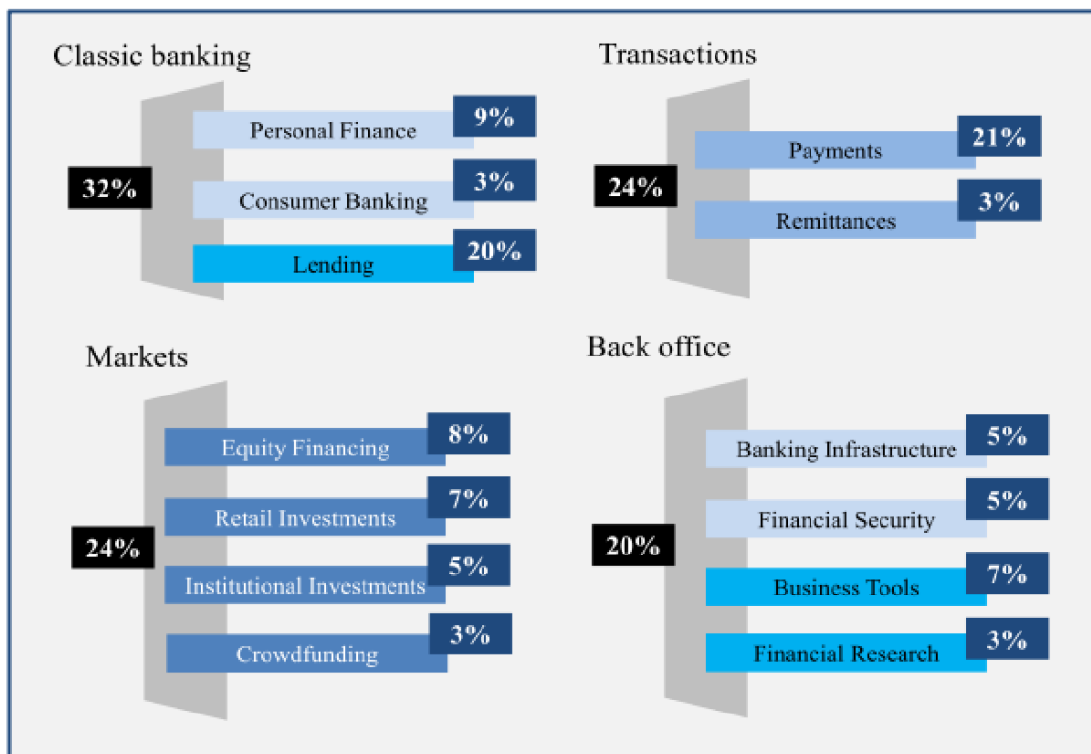 Classic banking
32%
Personal Finance
9%
Consumer Banking
3%
Lending
20%
Transactions
24%
Payments
21%
Remittances
3%
Markets
24%
Equity Financing
8%
Retail Investments
7%
Institutional Investments
5%
Crowdfunding
3%
Back office
20%
Banking Infrastructure
5%
Financial Security
5%
Business Tools
7%
Financial Research
3%